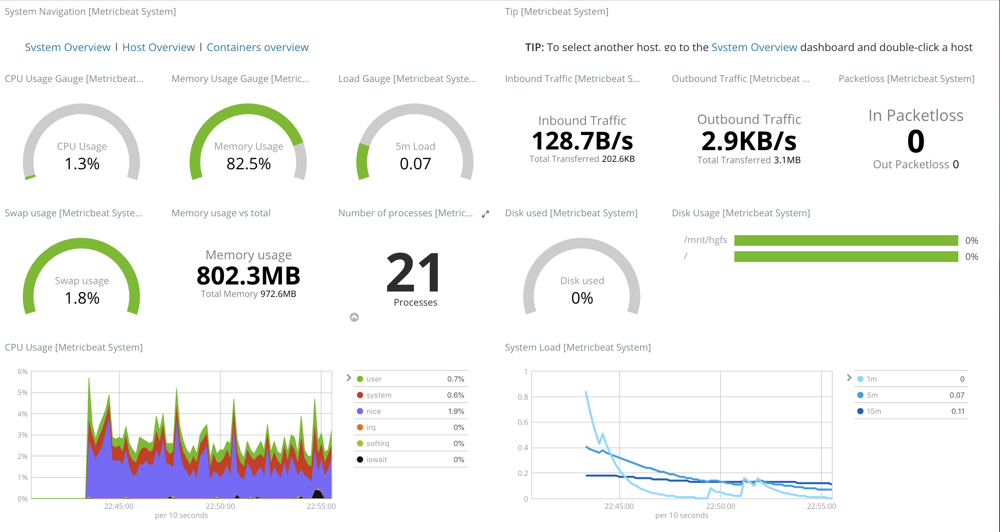 System Navigation [Metricbeat System]
Tip [Metricbeat System]
System Overview | Host Overview | Containers overview
TIP: To select another host, go to the System Overview dashboard and double-click a host
CPU Usage Gauge [Metricbeat...
Memory Usage Gauge [Metric...
Load Gauge [Metricbeat Syste...
Inbound Traffic [Metricbeat S...
Outbound Traffic [Metricbeat ...
Packetloss [Metricbeat System]
CPU Usage
1.3%
Memory Usage
82.5%
5m Load
0.07
Inbound Traffic
128.7B/s
Total Transferred 202.6KB
Outbound Traffic
2.9KB/s
Total Transferred 3.1MB
In Packetloss
0
Out Packetloss 0
Swap usage [Metricbeat Syste...
Memory usage vs total
Number of processes [Metric...
Disk used [Metricbeat System]
Disk Usage [Metricbeat System]
Swap usage
1.8%
Memory usage
802.3MB
Total Memory 972.6MB
21
Processes
Disk used
0%
/mnt/hgfs 0%
/ 0%
CPU Usage [Metricbeat System]
6%
5%
4%
3%
2%
1%
0%
22:45:00 22:50:00 22:55:00
per 10 seconds
user 0.7%
system 0.6%
nice 1.9%
irq 0%
softirq 0%
iowait 0%
System Load [Metricbeat System]
1
0.8
0.6
0.4
0.2
0
22:45:00 22:50:00 22:55:00
per 10 seconds
1m 0
5m 0.07
15m 0.11